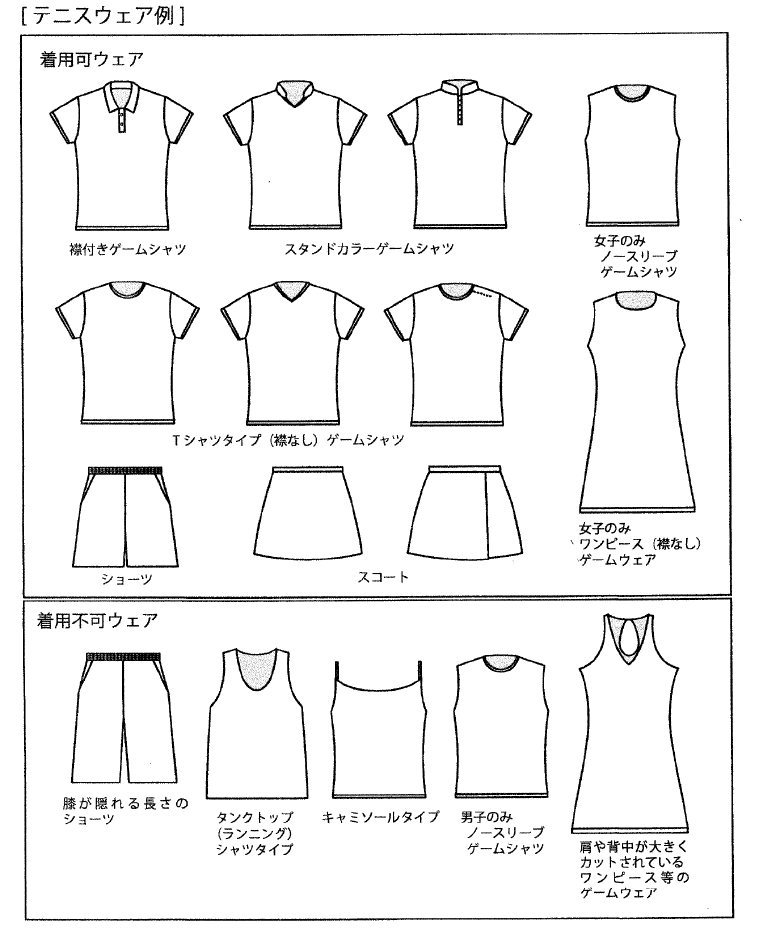 [テニスウェア例]
着用可ウェア
襟付きゲームシャツ
スタンドカラーゲームシャツ
女子のみ
ノースリーブ
ゲームシャツ
Tシャツタイプ（襟なし）ゲームシャツ
女子のみ
ワンピース（襟なし）
ゲームウェア
ショーツ
スコート
着用不可ウェア
膝が隠れる長さの
ショーツ
タンクトップ
（ランニング）
シャツタイプ
キャミソールタイプ
男子のみ
ノースリーブ
ゲームシャツ
肩や背中が大きく
カットされている
ワンピース等の
ゲームウェア